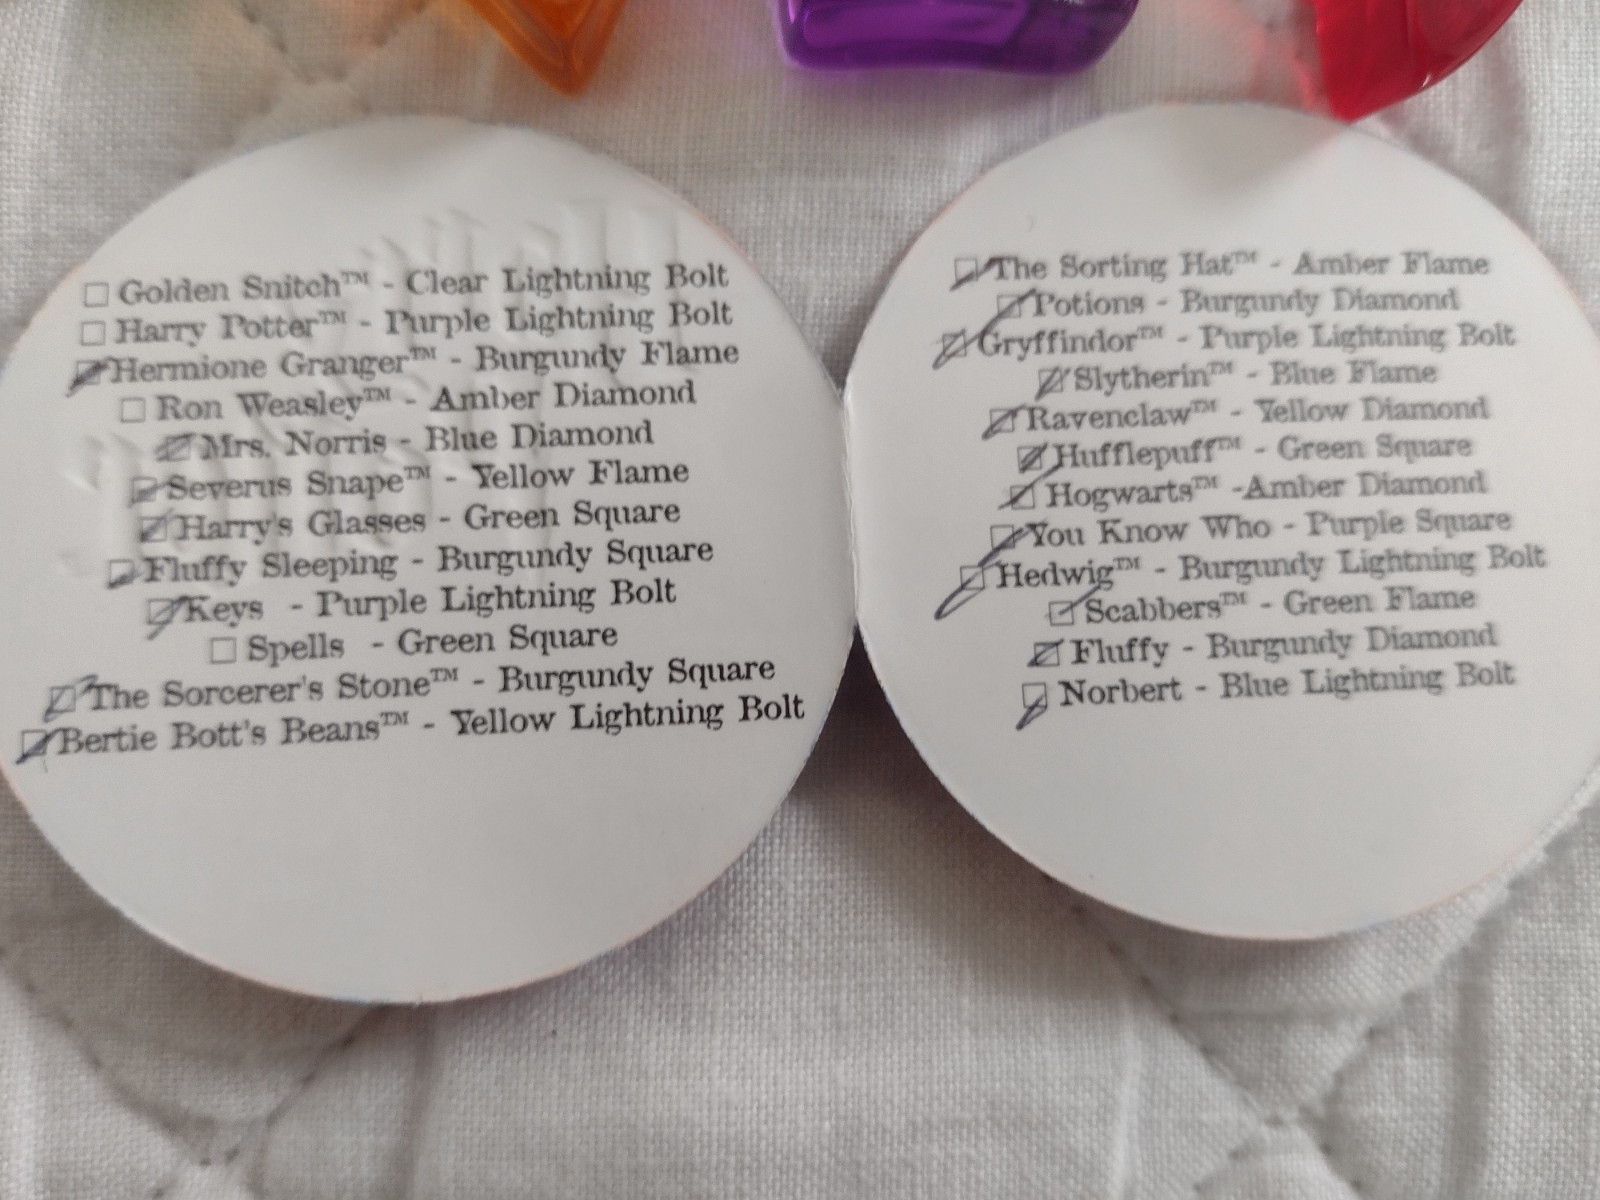 Golden Snitch™ - Clear Lightning Bolt
Harry Potter™ - Purple Lightning Bolt
Hermione Granger™ - Burgundy Flame
Ron Weasley™ - Amber Diamond
Mrs. Norris - Blue Diamond
Severus Snape™ - Yellow Flame
Harry's Glasses - Green Square
Fluffy Sleeping - Burgundy Square
Keys - Purple Lightning Bolt
Spells - Green Square
The Sorcerer's Stone™ - Burgundy Square
Bertie Bott's Beans™ - Yellow Lightning Bolt
The Sorting Hat™ - Amber Flame
Potions - Burgundy Diamond
Gryffindor™ - Purple Lightning Bolt
Slytherin™ - Blue Flame
Ravenclaw™ - Yellow Diamond
Hufflepuff™ - Green Square
Hogwarts™ -Amber Diamond
You Know Who - Purple Square
Hedwig™ - Burgundy Lightning Bolt
Scabbers™ - Green Flame
Fluffy - Burgundy Diamond
Norbert - Blue Lightning Bolt